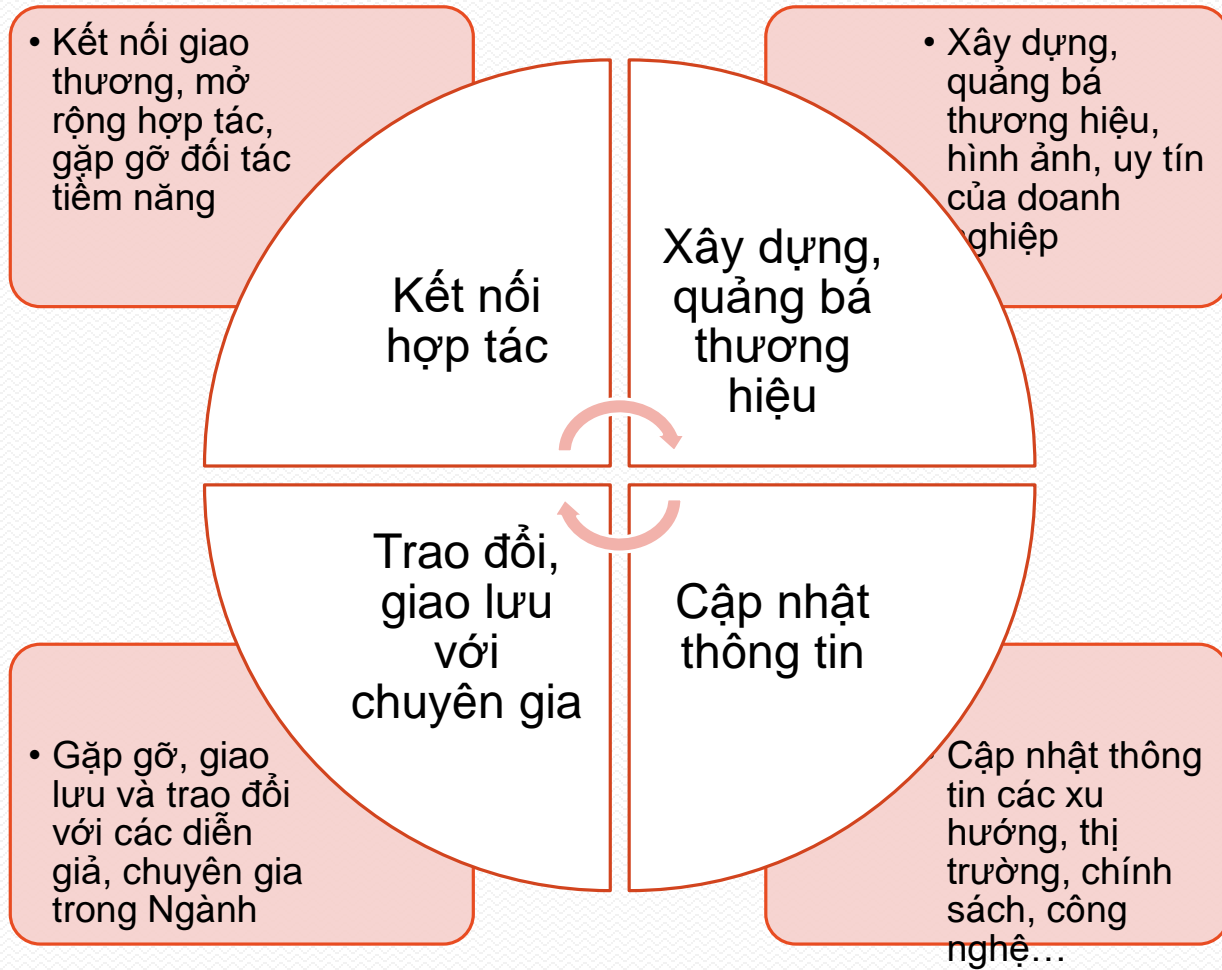 • Kết nối giao
thương, mở
rộng hợp tác,
gặp gỡ đối tác
tiềm năng
• Xây dựng,
quảng bá
thương hiệu,
hình ảnh, uy tín
của doanh
nghiệp
Kết nối
hợp tác
Xây dựng,
quảng bá
thương
hiệu
Trao đổi,
giao lưu
với
chuyên gia
Cập nhật
thông tin
• Gặp gỡ, giao
lưu và trao đổi
với các diễn
giả, chuyên gia
trong Ngành
• Cập nhật thông
tin các xu
hướng, thị
trường, chính
sách, công
nghệ…